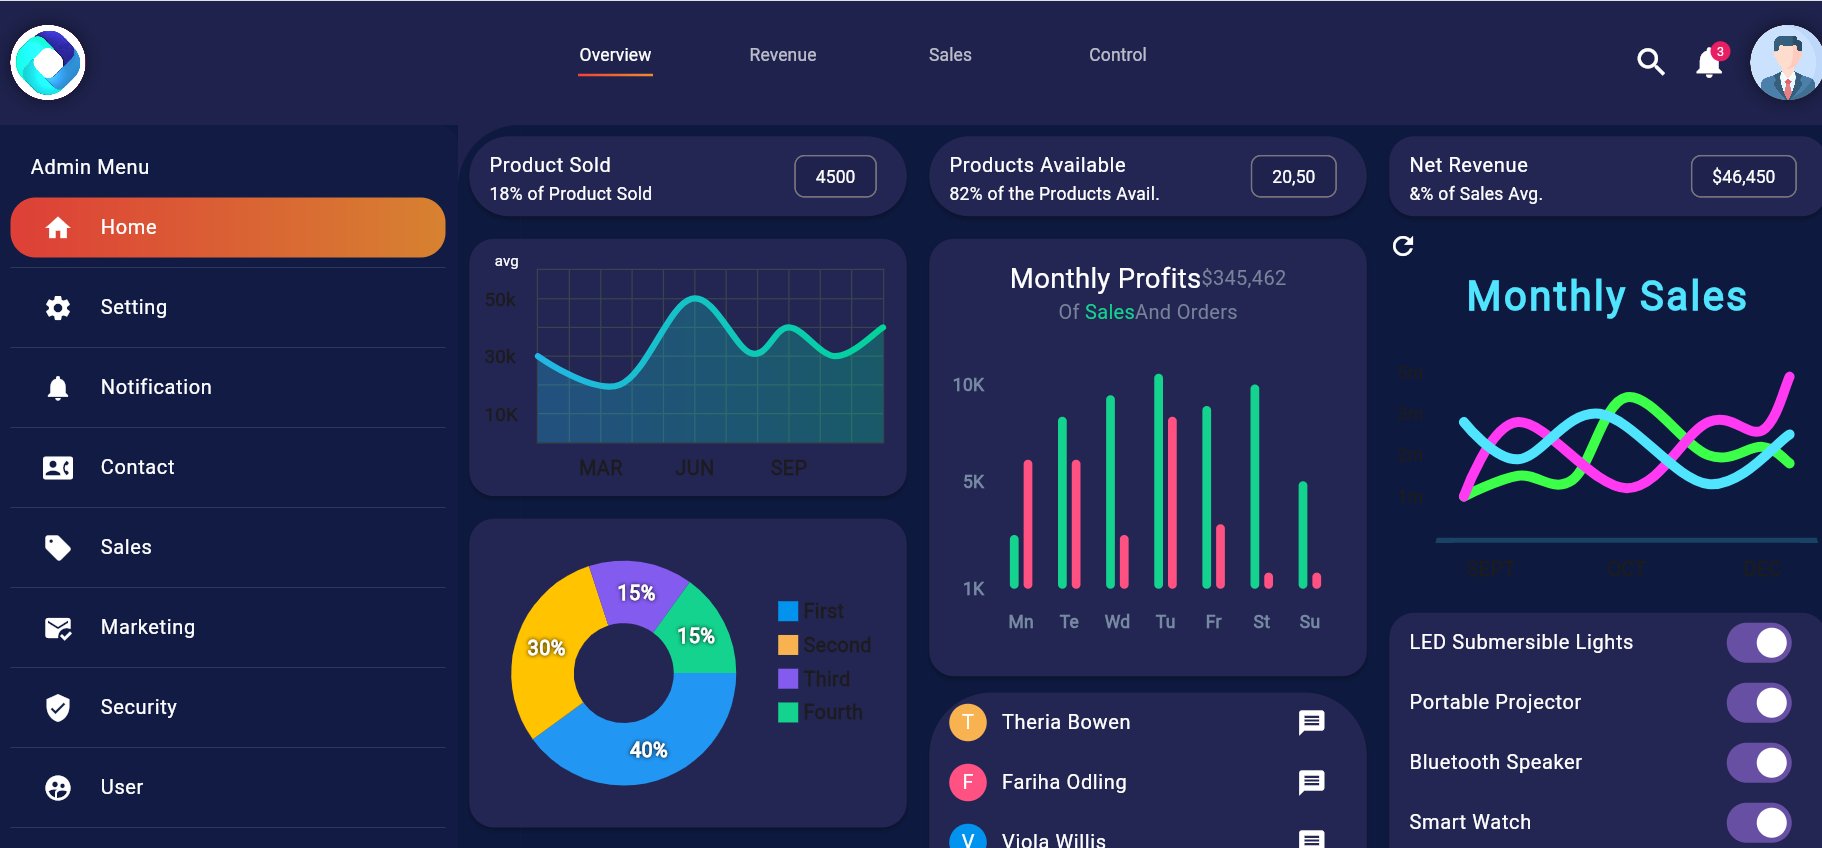 Overview
Revenue
Sales
Control
3
Admin Menu
Home
Setting
Notification
Contact
Sales
Marketing
Security
User
Product Sold
18% of Product Sold
4500
Products Available
82% of the Products Avail.
20,50
Net Revenue
&% of Sales Avg.
$46,450
avg
50k
30k
10K
MAR JUN SEP
15%
15%
30%
40%
First
Second
Third
Fourth
Monthly Profits$345,462
Of SalesAnd Orders
10K
5K
1K
Mn Te Wd Tu Fr St Su
T Theria Bowen
F Fariha Odling
V Viola Willis
Monthly Sales
SEPT OCT DEC
LED Submersible Lights
Portable Projector
Bluetooth Speaker
Smart Watch